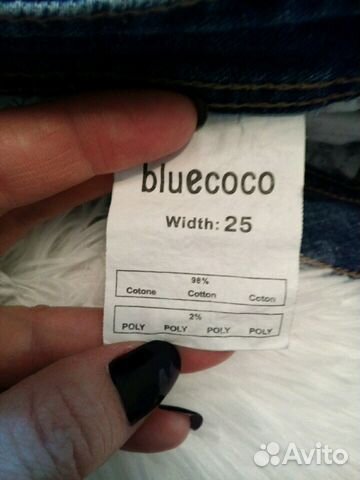 bluecoco
Width: 25
98%
Cotone Cotton Coton
2%
POLY POLY POLY POLY
Avito